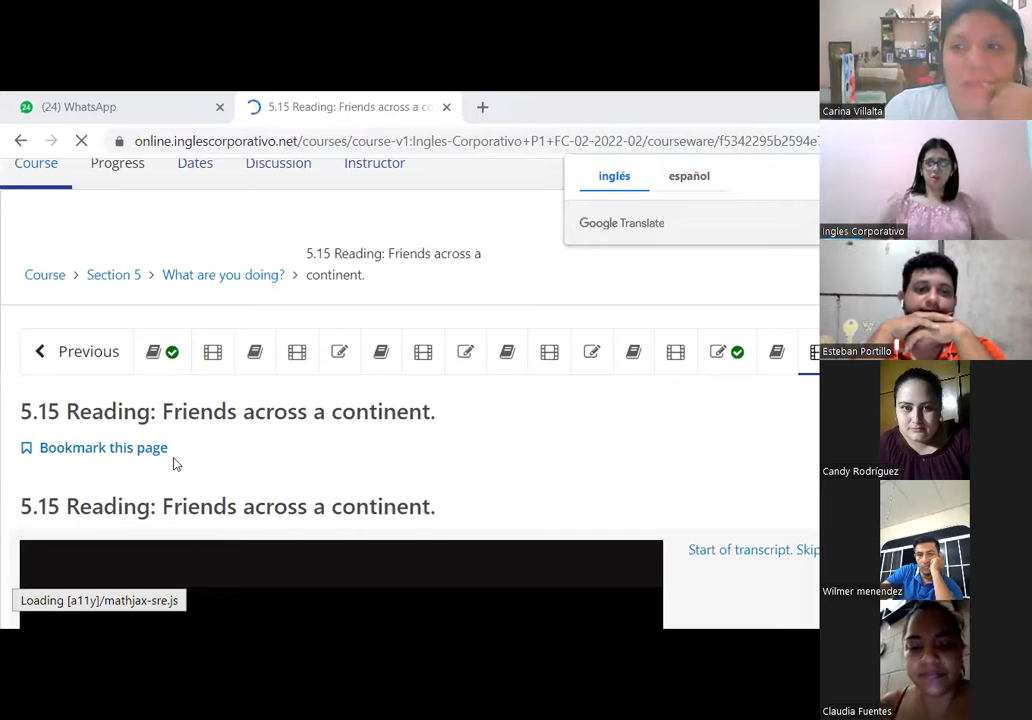 24
(24) WhatsApp
5.15 Reading: Friends across a co
online.inglescorporativo.net/courses/course-v1:Ingles-Corporativo+P1+FC-02-2022-02/courseware/f5342295b2594e7
Course
Progress
Dates
Discussion
Instructor
inglés
español
Google Translate
Course > Section 5 > What are you doing? >
5.15 Reading: Friends across a
continent.
Previous
5.15 Reading: Friends across a continent.
Bookmark this page
5.15 Reading: Friends across a continent.
Start of transcript. Skip
Loading [a11y]/mathjax-sre.js
Carina Villalta
Ingles Corporativo
Esteban Portillo
Candy Rodríguez
Wilmer menendez
Claudia Fuentes